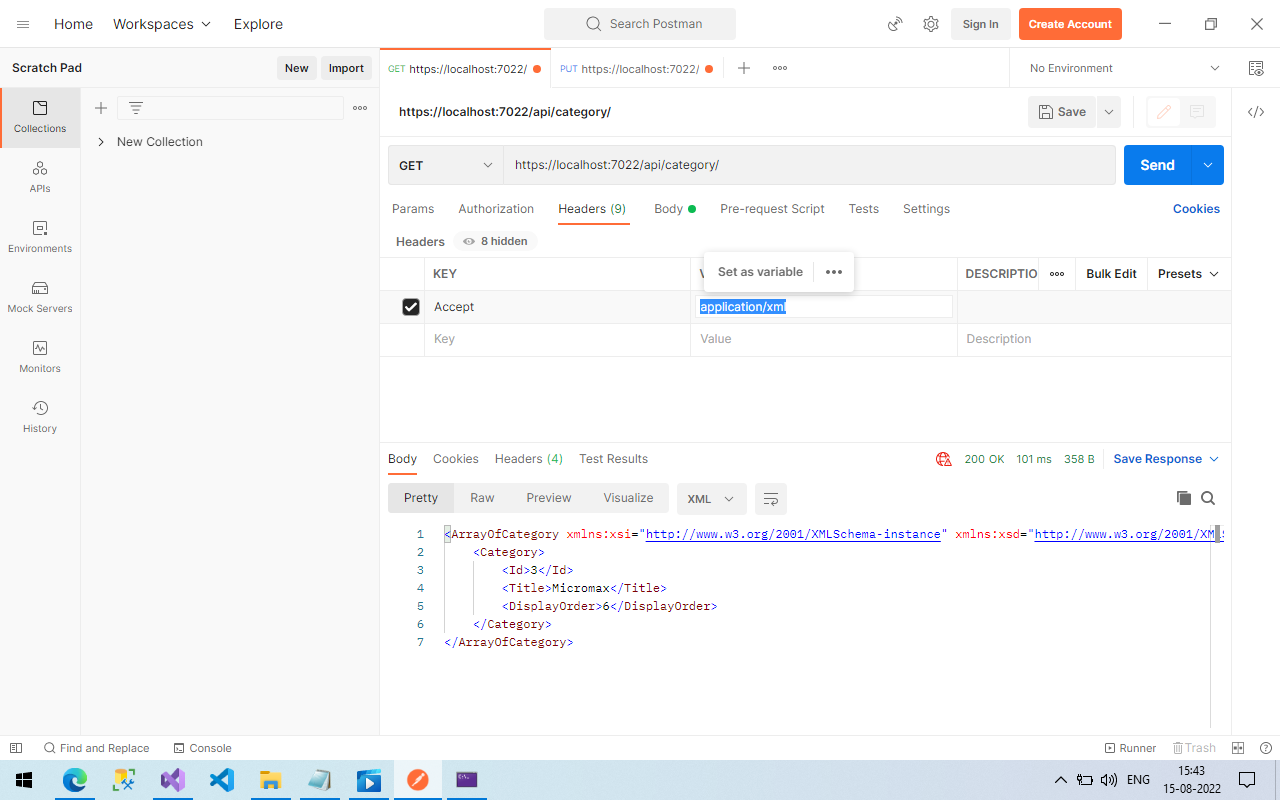 Home Workspaces Explore Search Postman Sign In Create Account
Scratch Pad New Import GET https://localhost:7022/ PUT https://localhost:7022/ No Environment
Collections
New Collection
https://localhost:7022/api/category/ Save
GET https://localhost:7022/api/category/ Send
APIs
Params Authorization Headers (9) Body Pre-request Script Tests Settings Cookies
Environments
Headers 8 hidden
KEY Set as variable DESCRIPTIO Bulk Edit Presets
Mock Servers
Accept application/xml
Key Value Description
Monitors
History
Body Cookies Headers (4) Test Results 200 OK 101 ms 358 B Save Response
Pretty Raw Preview Visualize XML
1 <ArrayOfCategory xmlns:xsi="http://www.w3.org/2001/XMLSchema-instance" xmlns:xsd="http://www.w3.org/2001/XMLS
2 <Category>
3 <Id>3</Id>
4 <Title>Micromax</Title>
5 <DisplayOrder>6</DisplayOrder>
6 </Category>
7 </ArrayOfCategory>
Find and Replace Console Runner Trash
ENG 15:43
15-08-2022